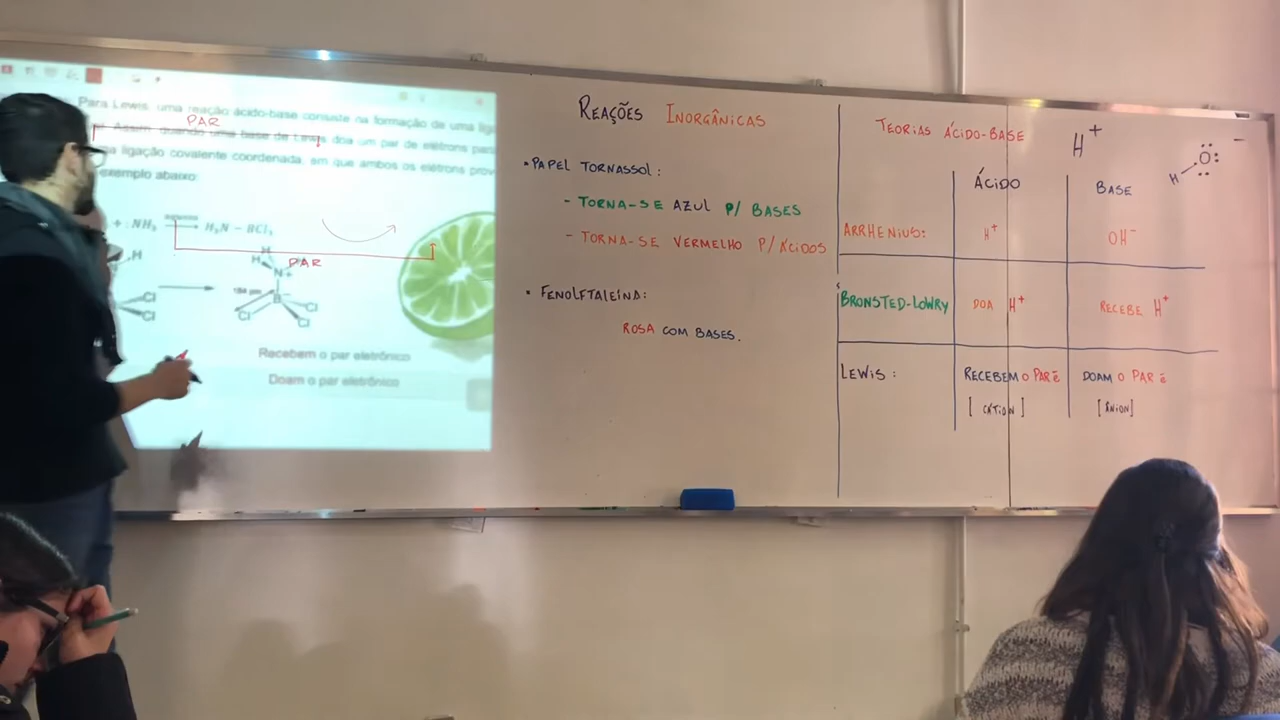 Para Lewis, uma reação ácido-base consiste na formação de uma
PAR
Assim, quando uma base de Lewis doa um par de elétrons
ligação covalente coordenada, em que ambos os elétrons
exemplo abaixo:
+ :NH₃ → H₃N − BCl₃
PAR
H
H
H
N+
B
Cl
Cl
Cl
Cl
Cl
Recebem o par eletrônico
Doam o par eletrônico
REAÇÕES INORGÂNICAS
• PAPEL TORNASSOL:
- TORNA-SE AZUL P/ BASES
- TORNA-SE VERMELHO P/ ÁCIDOS
• FENOLFTALEÍNA:
ROSA COM BASES.
TEORIAS ÁCIDO-BASE
H+
H O −
ÁCIDO BASE
ARRHENIUS: H+ OH−
BRONSTED-LOWRY DOA H+ RECEBE H+
LEWIS: RECEBEM O PAR ē DOAM O PAR ē
[CÁTION] [ÂNION]